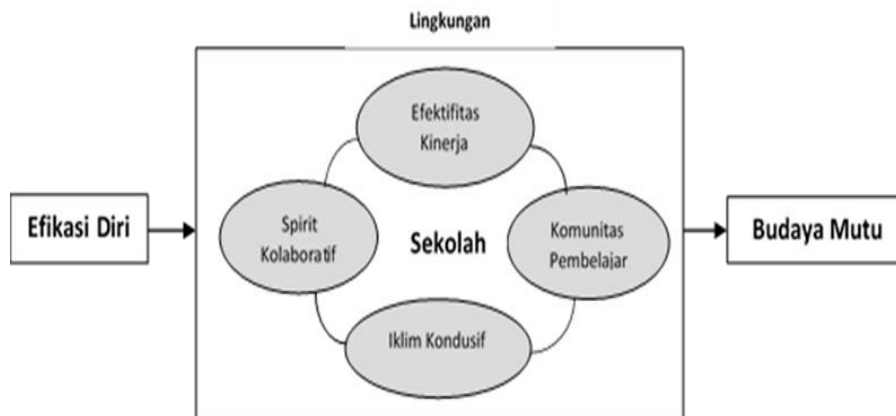 Lingkungan
Efektifitas
Kinerja
Efikasi Diri
Spirit
Kolaboratif
Sekolah
Komunitas
Pembelajar
Budaya Mutu
Iklim Kondusif